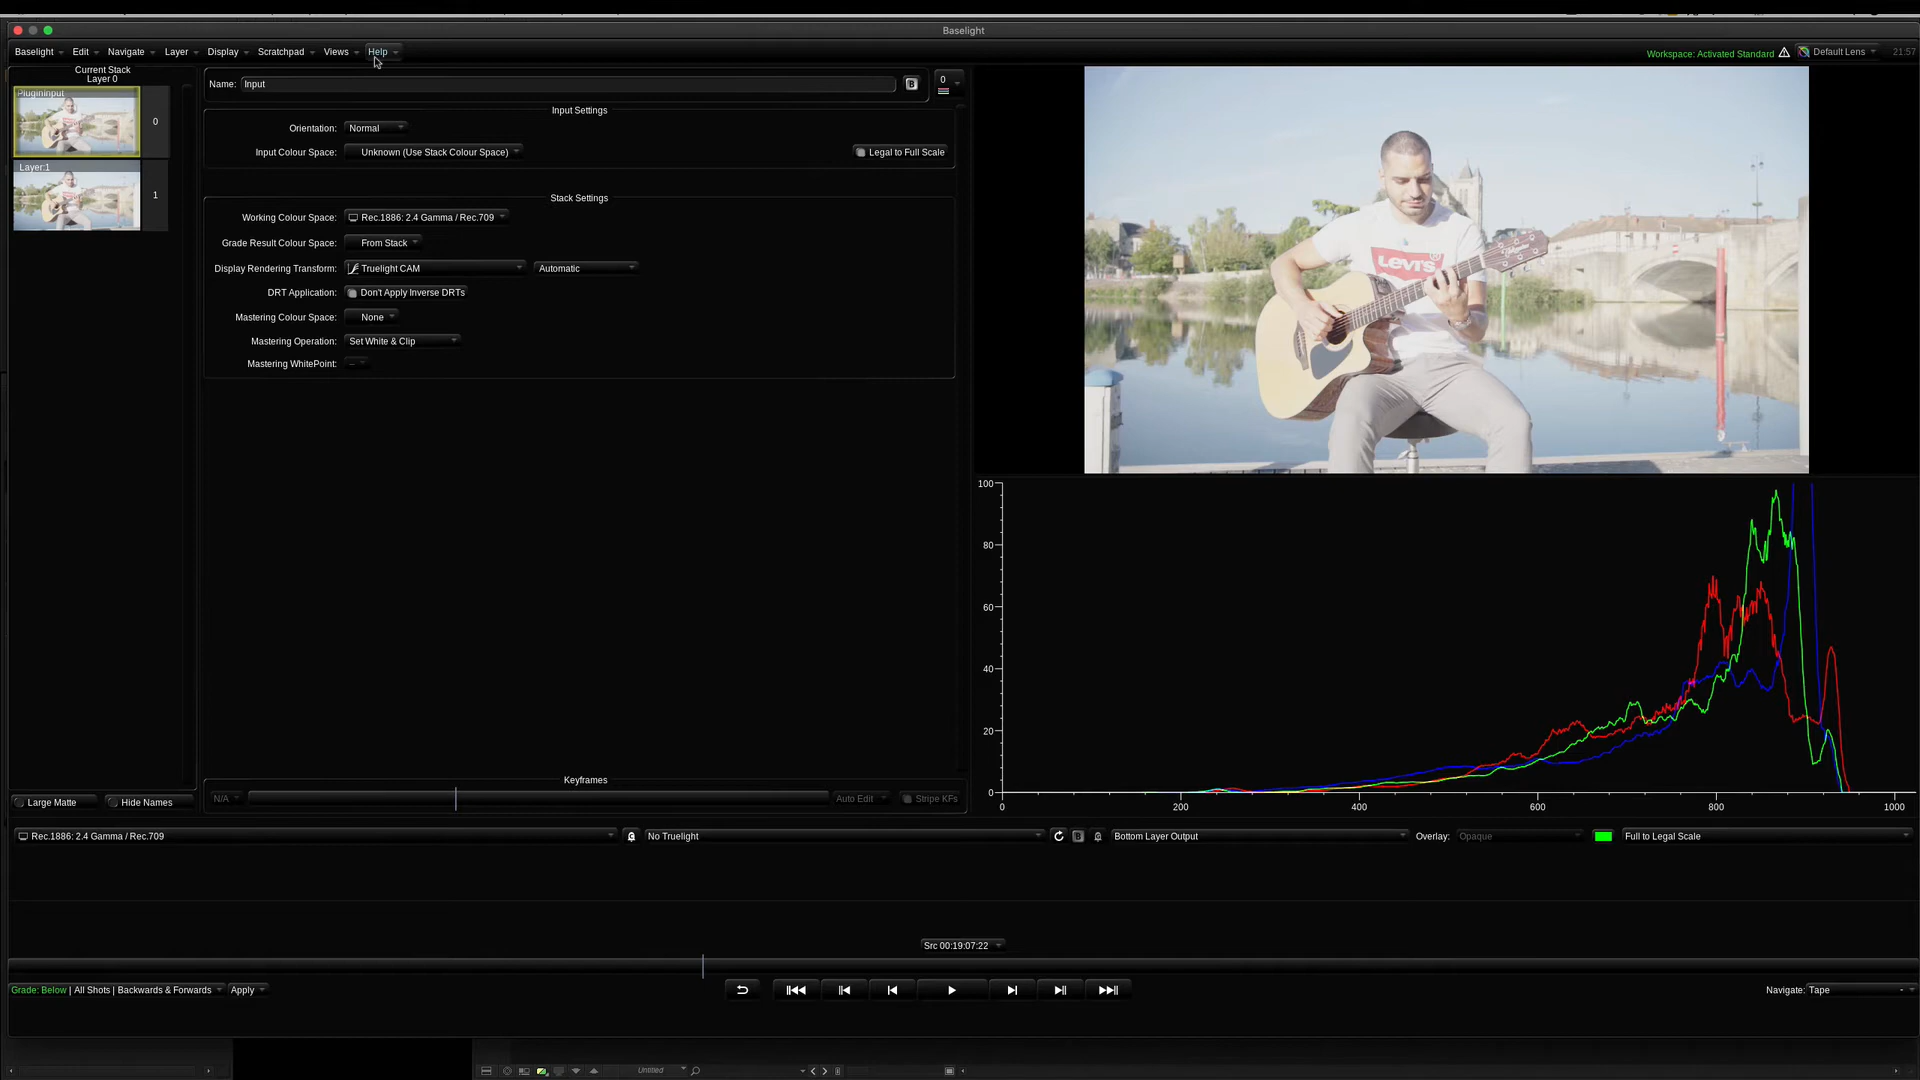 Baselight
Baselight Edit Navigate Layer Display Scratchpad Views Help
Workspace: Activated Standard Default Lens 21:57
Current Stack
Layer 0
PluginInput
0
Layer:1
1
Name: Input
B
0
Input Settings
Orientation: Normal
Input Colour Space: Unknown (Use Stack Colour Space) Legal to Full Scale
Stack Settings
Working Colour Space: Rec.1886: 2.4 Gamma / Rec.709
Grade Result Colour Space: From Stack
Display Rendering Transform: Truelight CAM Automatic
DRT Application: Don't Apply Inverse DRTs
Mastering Colour Space: None
Mastering Operation: Set White & Clip
Mastering WhitePoint: --
Levi's
100
80
60
40
20
0
0 200 400 600 800 1000
Keyframes
N/A Auto Edit Stripe KFs
Large Matte Hide Names
Rec.1886: 2.4 Gamma / Rec.709 No Truelight B Bottom Layer Output Overlay: Opaque Full to Legal Scale
Src 00:19:07:22
Grade: Below | All Shots | Backwards & Forwards Apply
Navigate: Tape
Untitled